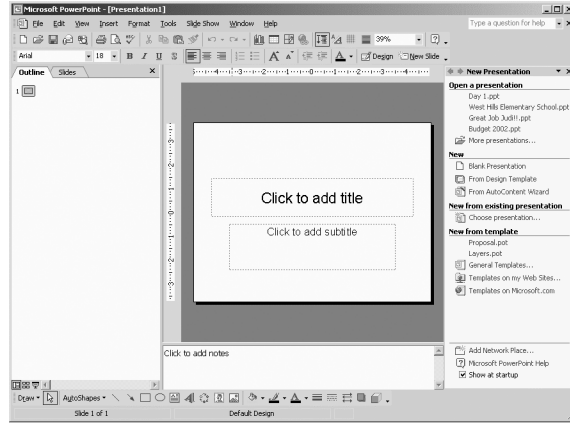 Microsoft PowerPoint - [Presentation1]
File Edit View Insert Format Tools Slide Show Window Help
Type a question for help
39%
Arial
18
B I U S
Design New Slide
Outline Slides
New Presentation
Open a presentation
Day 1.ppt
West Hills Elementary School.ppt
Great Job Judi!!.ppt
Budget 2002.ppt
More presentations...
New
Blank Presentation
From Design Template
From AutoContent Wizard
New from existing presentation
Choose presentation...
New from template
Proposal.pot
Layers.pot
General Templates...
Templates on my Web Sites...
Templates on Microsoft.com
1
Click to add title
Click to add subtitle
Click to add notes
Add Network Place...
Microsoft PowerPoint Help
Show at startup
Draw AutoShapes
Slide 1 of 1 Default Design